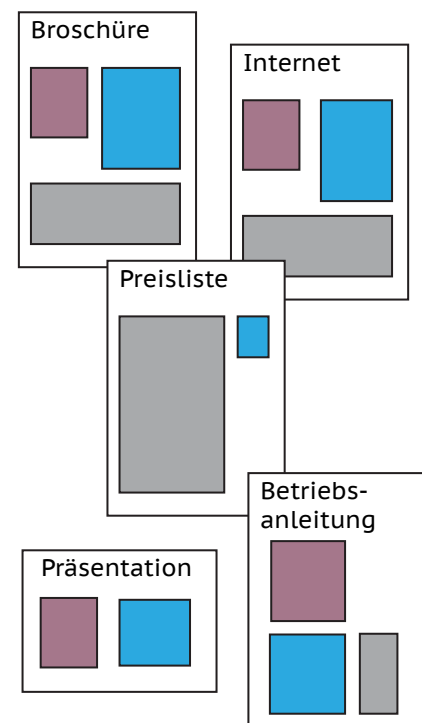 Broschüre
Internet
Preisliste
Betriebs-
anleitung
Präsentation